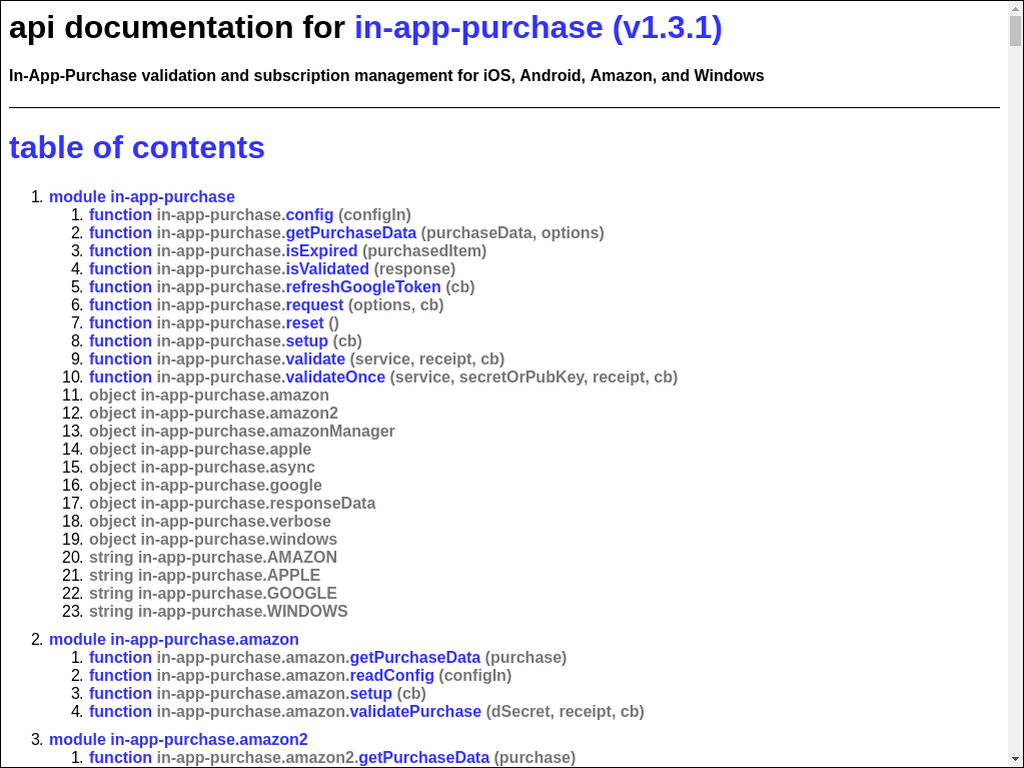 api documentation for in-app-purchase (v1.3.1)
In-App-Purchase validation and subscription management for iOS, Android, Amazon, and Windows
table of contents
1. module in-app-purchase
1. function in-app-purchase.config (configIn)
2. function in-app-purchase.getPurchaseData (purchaseData, options)
3. function in-app-purchase.isExpired (purchasedItem)
4. function in-app-purchase.isValidated (response)
5. function in-app-purchase.refreshGoogleToken (cb)
6. function in-app-purchase.request (options, cb)
7. function in-app-purchase.reset ()
8. function in-app-purchase.setup (cb)
9. function in-app-purchase.validate (service, receipt, cb)
10. function in-app-purchase.validateOnce (service, secretOrPubKey, receipt, cb)
11. object in-app-purchase.amazon
12. object in-app-purchase.amazon2
13. object in-app-purchase.amazonManager
14. object in-app-purchase.apple
15. object in-app-purchase.async
16. object in-app-purchase.google
17. object in-app-purchase.responseData
18. object in-app-purchase.verbose
19. object in-app-purchase.windows
20. string in-app-purchase.AMAZON
21. string in-app-purchase.APPLE
22. string in-app-purchase.GOOGLE
23. string in-app-purchase.WINDOWS
2. module in-app-purchase.amazon
1. function in-app-purchase.amazon.getPurchaseData (purchase)
2. function in-app-purchase.amazon.readConfig (configIn)
3. function in-app-purchase.amazon.setup (cb)
4. function in-app-purchase.amazon.validatePurchase (dSecret, receipt, cb)
3. module in-app-purchase.amazon2
1. function in-app-purchase.amazon2.getPurchaseData (purchase)